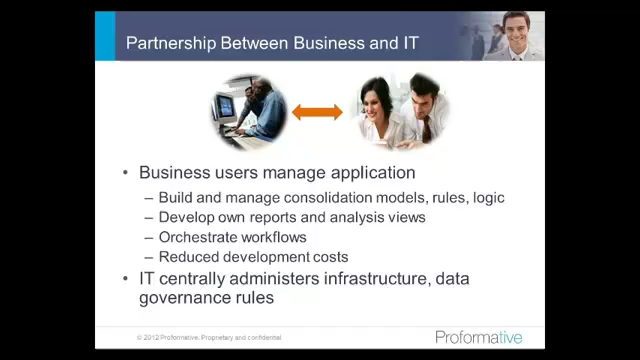 Partnership Between Business and IT
• Business users manage application
– Build and manage consolidation models, rules, logic
– Develop own reports and analysis views
– Orchestrate workflows
– Reduced development costs
• IT centrally administers infrastructure, data
governance rules
© 2012 Proformative, Proprietary and confidential
Proformative